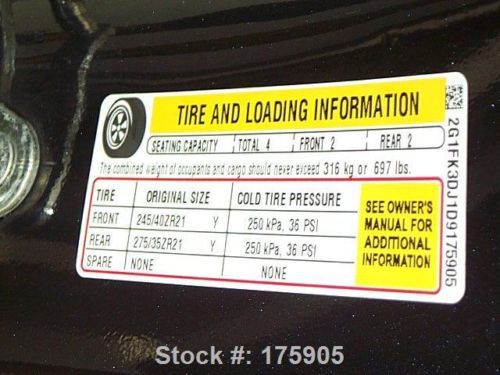 TIRE AND LOADING INFORMATION
SEATING CAPACITY TOTAL 4 FRONT 2 REAR 2
The combined weight of occupants and cargo should never exceed 316 kg or 697 lbs.
TIRE ORIGINAL SIZE COLD TIRE PRESSURE
FRONT 245/40ZR21 Y 250 kPa, 36 PSI
REAR 275/35ZR21 Y 250 kPa, 36 PSI
SPARE NONE NONE
SEE OWNER'S
MANUAL FOR
ADDITIONAL
INFORMATION
2G1FK3DJ1D9175905
Stock #: 175905